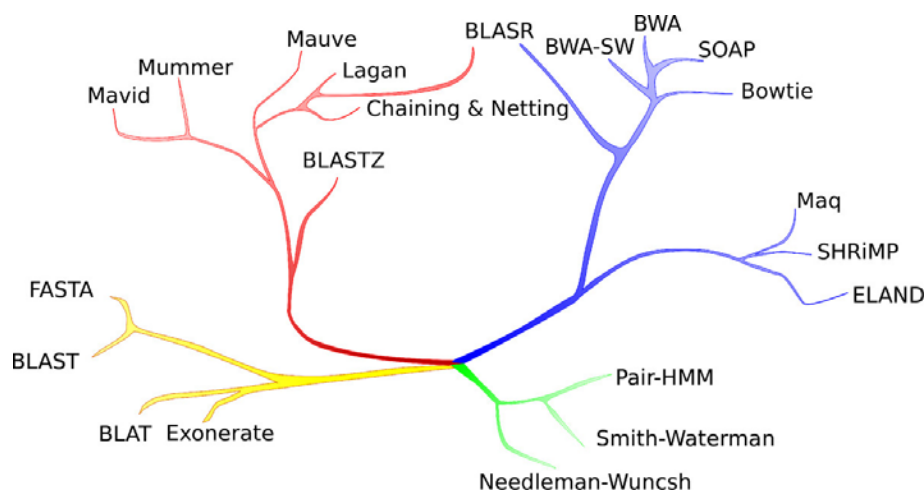 BLASR
BWA
BWA-SW
SOAP
Mauve
Mummer
Lagan
Mavid
Chaining & Netting
Bowtie
BLASTZ
Maq
SHRiMP
FASTA
ELAND
BLAST
Pair-HMM
BLAT
Exonerate
Smith-Waterman
Needleman-Wuncsh